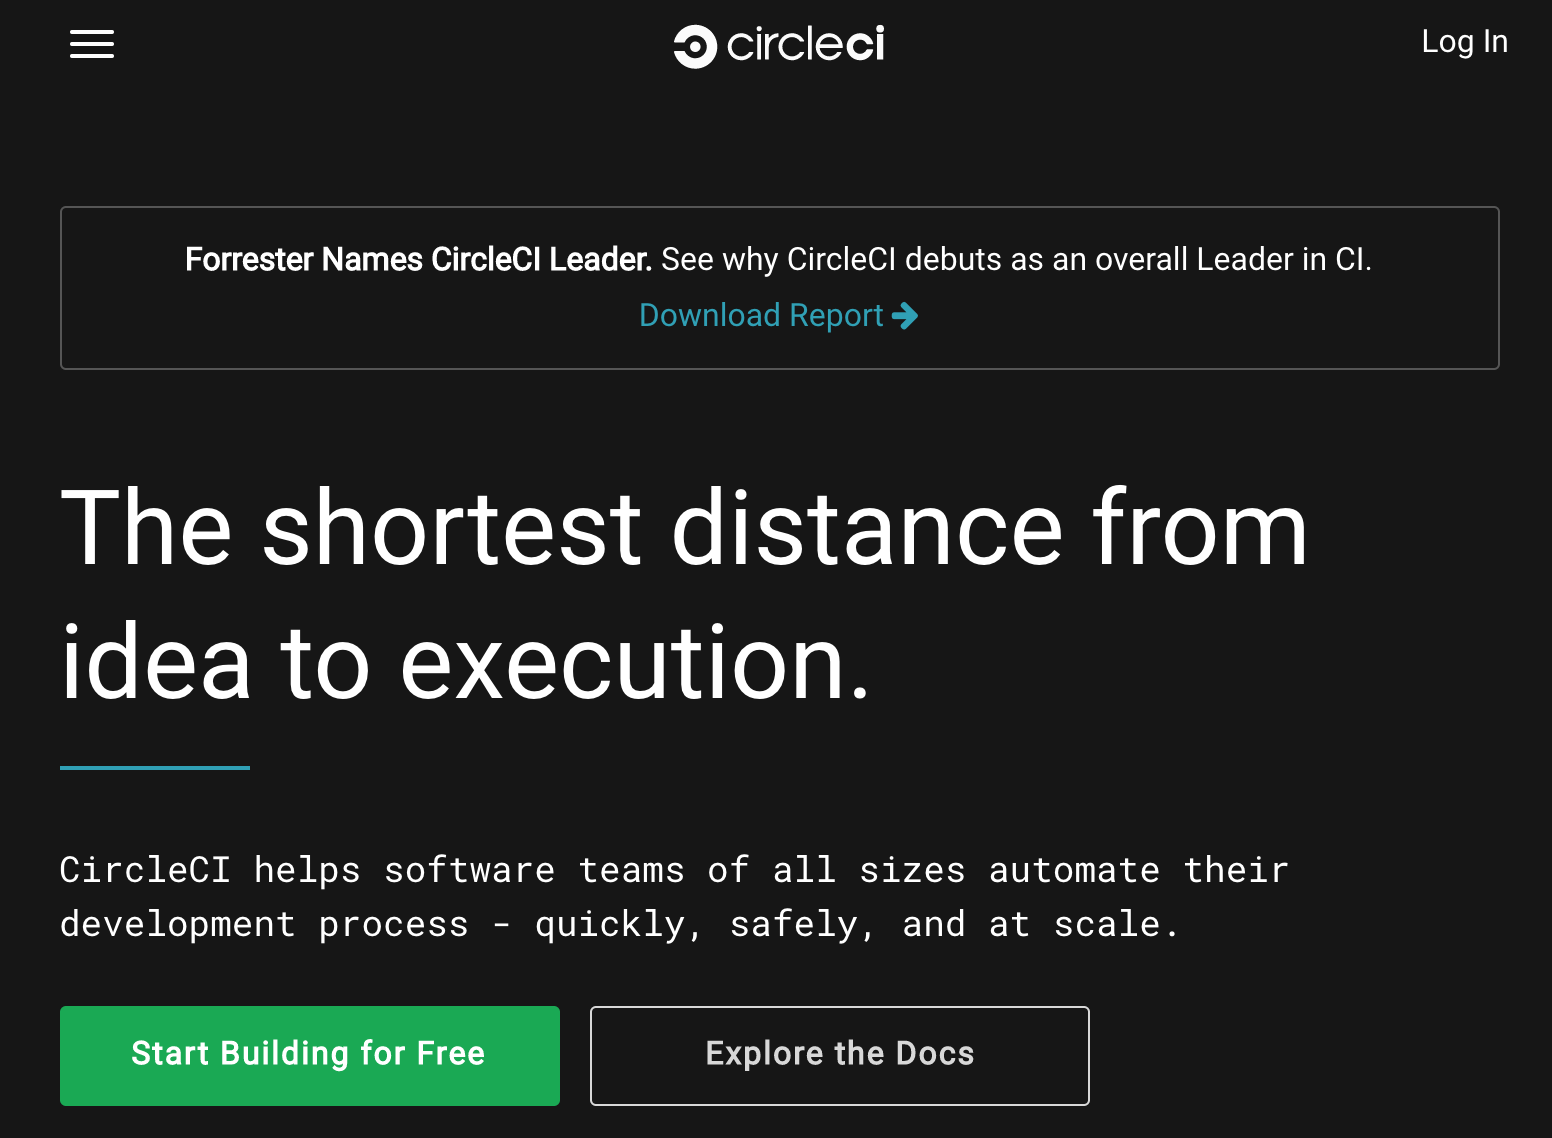 circleci
Log In
Forrester Names CircleCI Leader. See why CircleCI debuts as an overall Leader in CI.
Download Report
The shortest distance from
idea to execution.
CircleCI helps software teams of all sizes automate their
development process - quickly, safely, and at scale.
Start Building for Free
Explore the Docs